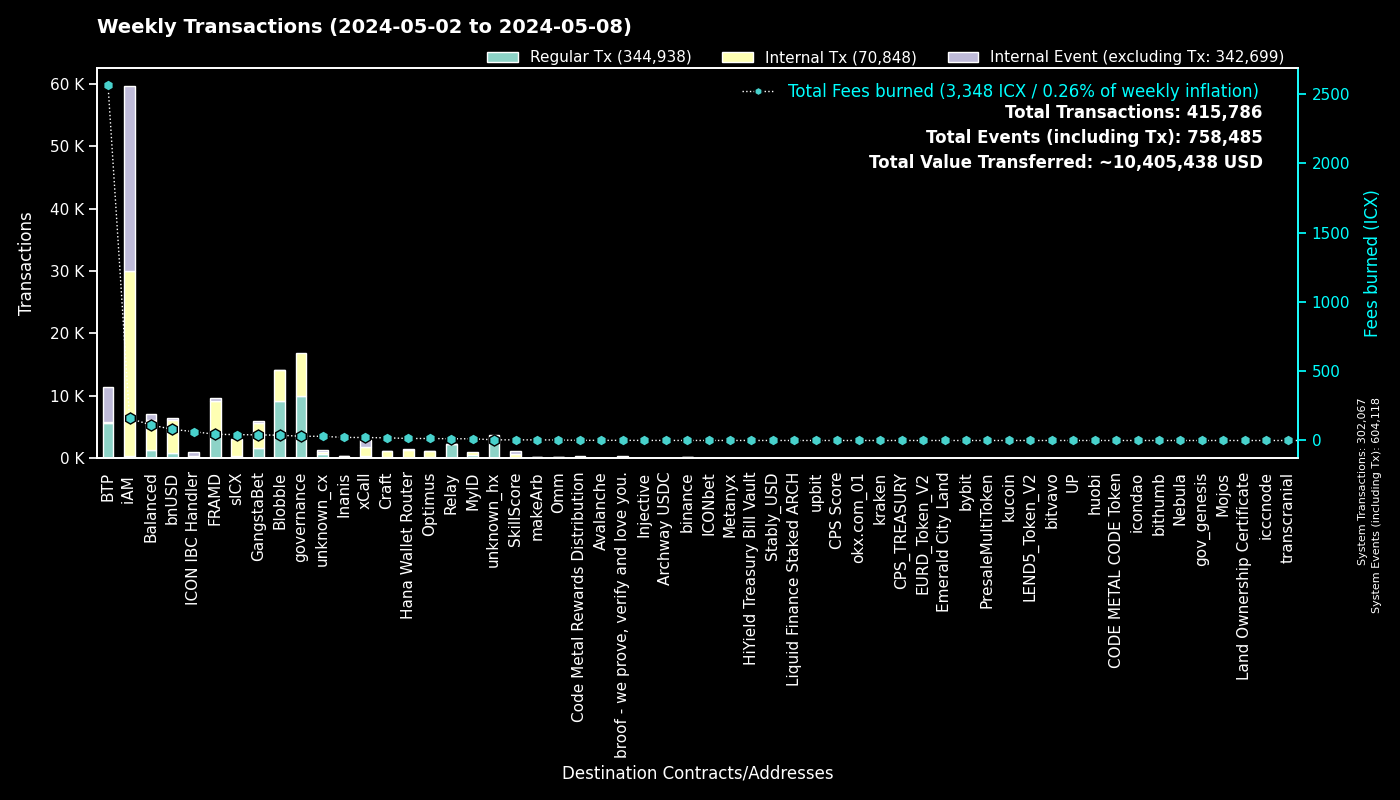 Weekly Transactions (2024-05-02 to 2024-05-08)
Regular Tx (344,938)
Internal Tx (70,848)
Internal Event (excluding Tx: 342,699)
Total Fees burned (3,348 ICX / 0.26% of weekly inflation)
Total Transactions: 415,786
Total Events (including Tx): 758,485
Total Value Transferred: ~10,405,438 USD
Transactions
60 K
50 K
40 K
30 K
20 K
10 K
0 K
2500
2000
1500
1000
500
0
Fees burned (ICX)
System Transactions: 302,067
System Events (including Tx): 604,118
BTP
iAM
Balanced
bnUSD
ICON IBC Handler
FRAMD
sICX
GangstaBet
Blobble
governance
unknown_cx
Inanis
xCall
Craft
Hana Wallet Router
Optimus
Relay
MyID
unknown_hx
SkillScore
makeArb
Omm
Code Metal Rewards Distribution
Avalanche
broof - we prove, verify and love you.
Injective
Archway USDC
binance
ICONbet
Metanyx
HiYield Treasury Bill Vault
Stably_USD
Liquid Finance Staked ARCH
upbit
CPS Score
okx.com_01
kraken
CPS_TREASURY
EURD_Token_V2
Emerald City Land
bybit
PresaleMultiToken
kucoin
LEND5_Token_V2
bitvavo
UP
huobi
CODE METAL CODE Token
icondao
bithumb
Nebula
gov_genesis
Mojos
Land Ownership Certificate
icccnode
transcranial
Destination Contracts/Addresses